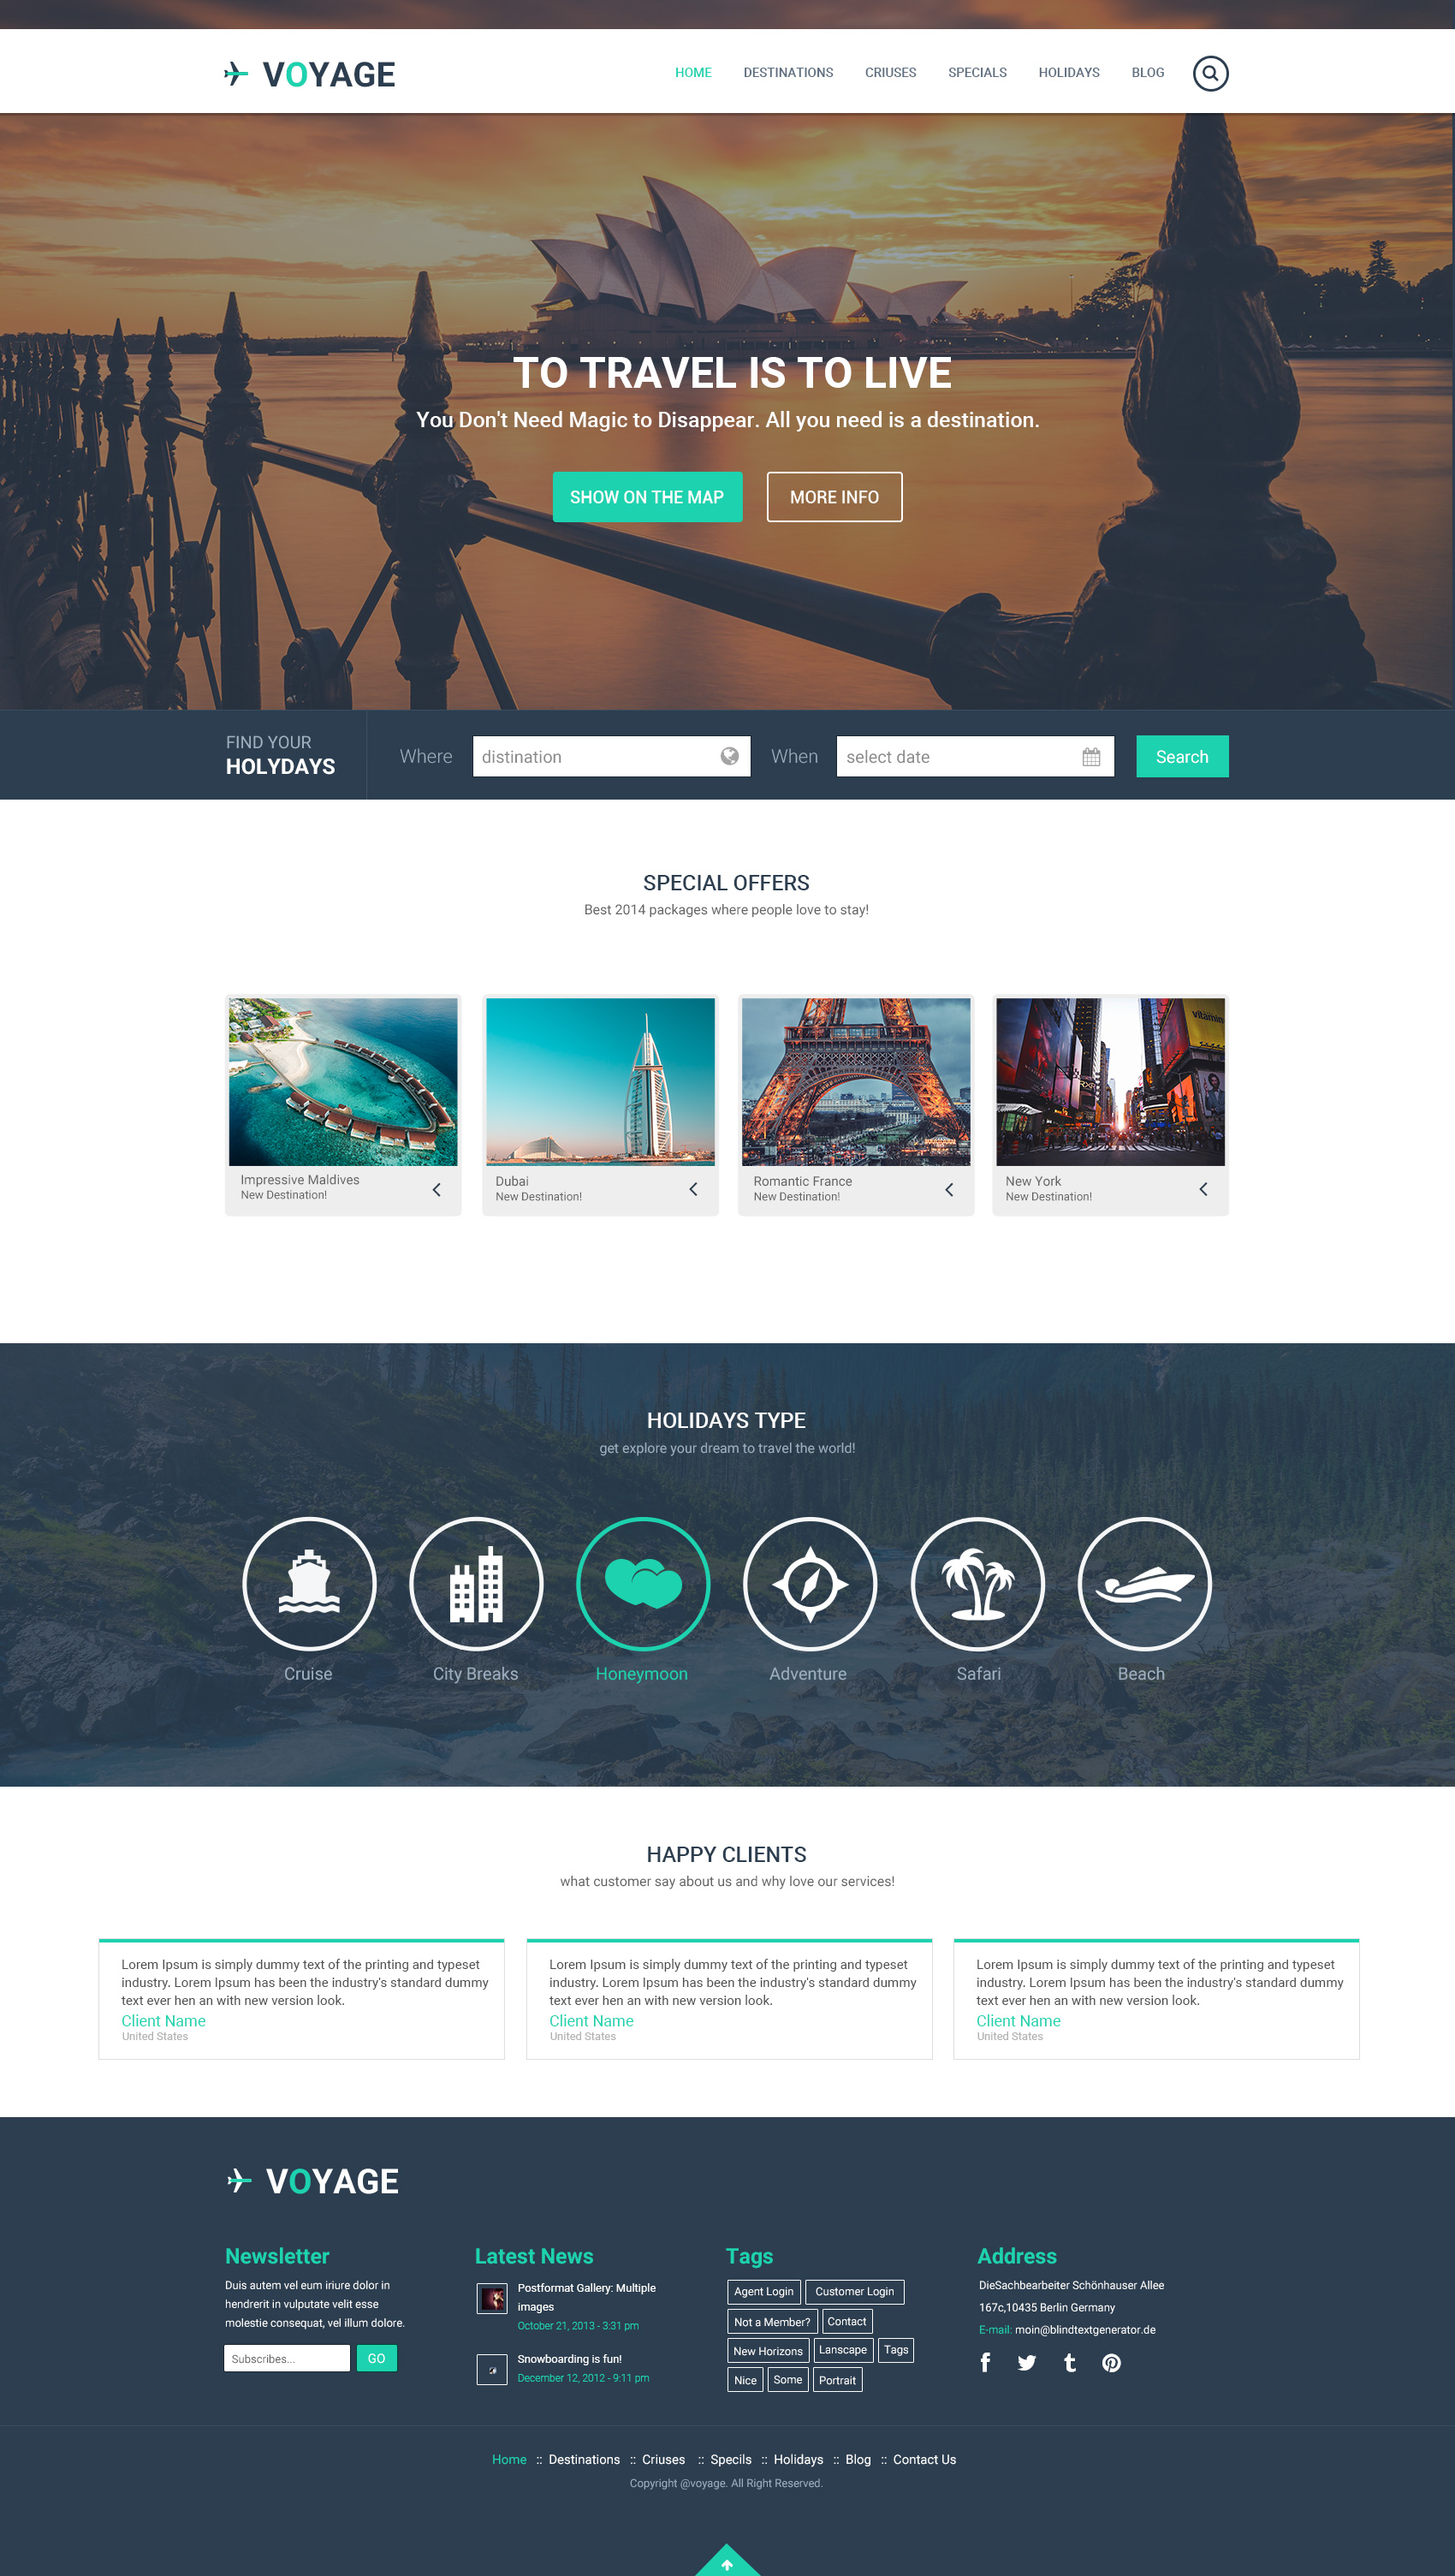 VOYAGE
HOME DESTINATIONS CRIUSES SPECIALS HOLIDAYS BLOG
TO TRAVEL IS TO LIVE
You Don't Need Magic to Disappear. All you need is a destination.
SHOW ON THE MAP MORE INFO
FIND YOUR
HOLYDAYS
Where distination When select date Search
SPECIAL OFFERS
Best 2014 packages where people love to stay!
vitamin
Impressive Maldives
New Destination!
Dubai
New Destination!
Romantic France
New Destination!
New York
New Destination!
HOLIDAYS TYPE
get explore your dream to travel the world!
Cruise City Breaks Honeymoon Adventure Safari Beach
HAPPY CLIENTS
what customer say about us and why love our services!
Lorem Ipsum is simply dummy text of the printing and typeset
industry. Lorem Ipsum has been the industry's standard dummy
text ever hen an with new version look.
Client Name
United States
Lorem Ipsum is simply dummy text of the printing and typeset
industry. Lorem Ipsum has been the industry's standard dummy
text ever hen an with new version look.
Client Name
United States
Lorem Ipsum is simply dummy text of the printing and typeset
industry. Lorem Ipsum has been the industry's standard dummy
text ever hen an with new version look.
Client Name
United States
VOYAGE
Newsletter
Duis autem vel eum iriure dolor in
hendrerit in vulputate velit esse
molestie consequat, vel illum dolore.
Subscribes... GO
Latest News
Postformat Gallery: Multiple
images
October 21, 2013 - 3:31 pm
Snowboarding is fun!
December 12, 2012 - 9:11 pm
Tags
Agent Login Customer Login
Not a Member? Contact
New Horizons Lanscape Tags
Nice Some Portrait
Address
DieSachbearbeiter Schönhauser Allee
167c,10435 Berlin Germany
E-mail: moin@blindtextgenerator.de
Home :: Destinations :: Criuses :: Specils :: Holidays :: Blog :: Contact Us
Copyright @voyage. All Right Reserved.